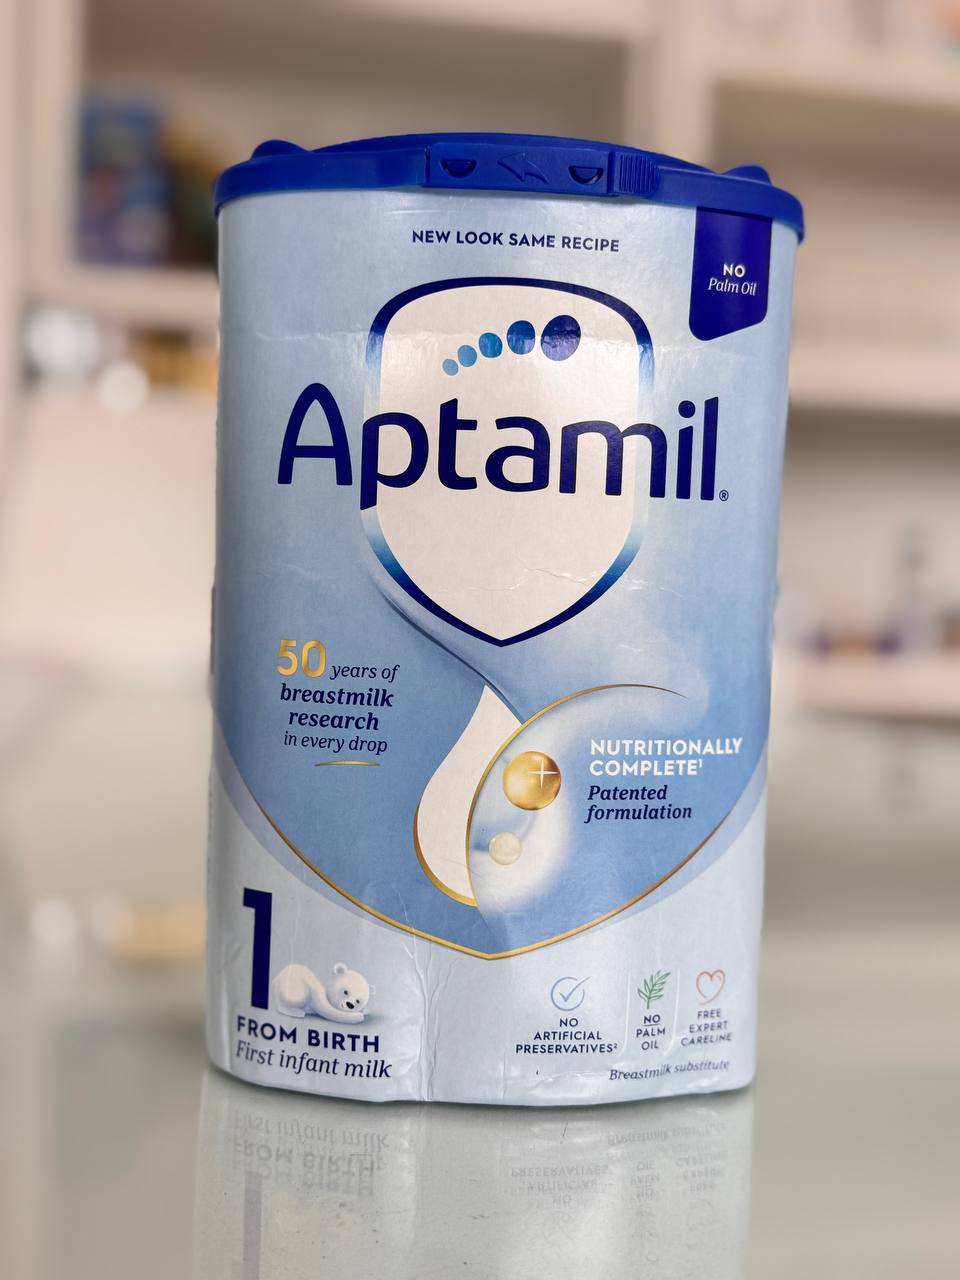 NEW LOOK SAME RECIPE
NO
Palm Oil
Aptamil®
50 years of
breastmilk
research
in every drop
NUTRITIONALLY
COMPLETE¹
Patented
formulation
1
FROM BIRTH
First infant milk
NO
ARTIFICIAL
PRESERVATIVES²
NO
PALM
OIL
FREE
EXPERT
CARELINE
Breastmilk substitute